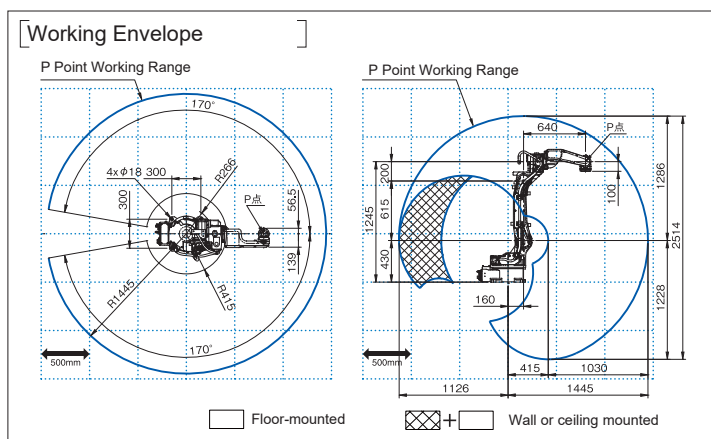 Working Envelope
P Point Working Range
170°
4xφ18 300
R266
300
P点
56.5
139
R1445
R415
170°
500mm
P Point Working Range
640
P点
200
100
1286
1245
615
2514
430
160
1228
500mm
415
1030
1126
1445
Floor-mounted
+
Wall or ceiling mounted